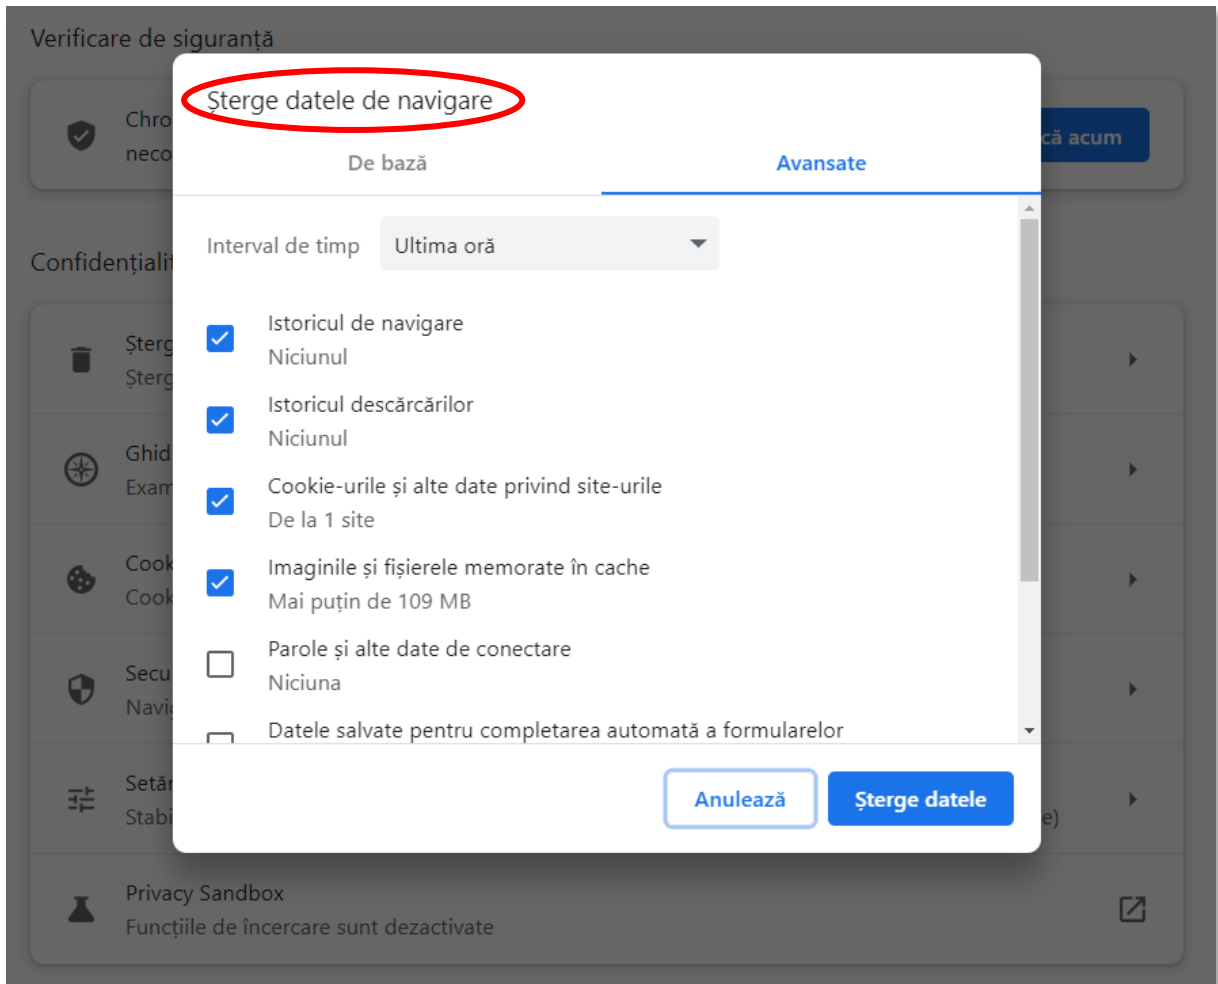 Verificare de siguranță
Șterge datele de navigare
Chro
neco
că acum
De bază
Avansate
Interval de timp
Ultima oră
Confidențialit
Istoricul de navigare
Niciunul
Șterg
Șterg
Istoricul descărcărilor
Niciunul
Ghid
Exam
Cookie-urile și alte date privind site-urile
De la 1 site
Cook
Cook
Imaginile și fișierele memorate în cache
Mai puțin de 109 MB
Parole și alte date de conectare
Niciuna
Secu
Navi
Datele salvate pentru completarea automată a formularelor
Setăr
Stabi
e)
Anulează
Șterge datele
Privacy Sandbox
Funcțiile de încercare sunt dezactivate